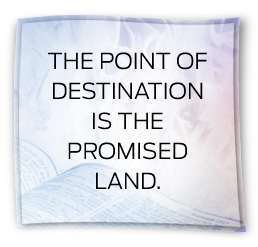 THE POINT OF
DESTINATION
IS THE
PROMISED
LAND.